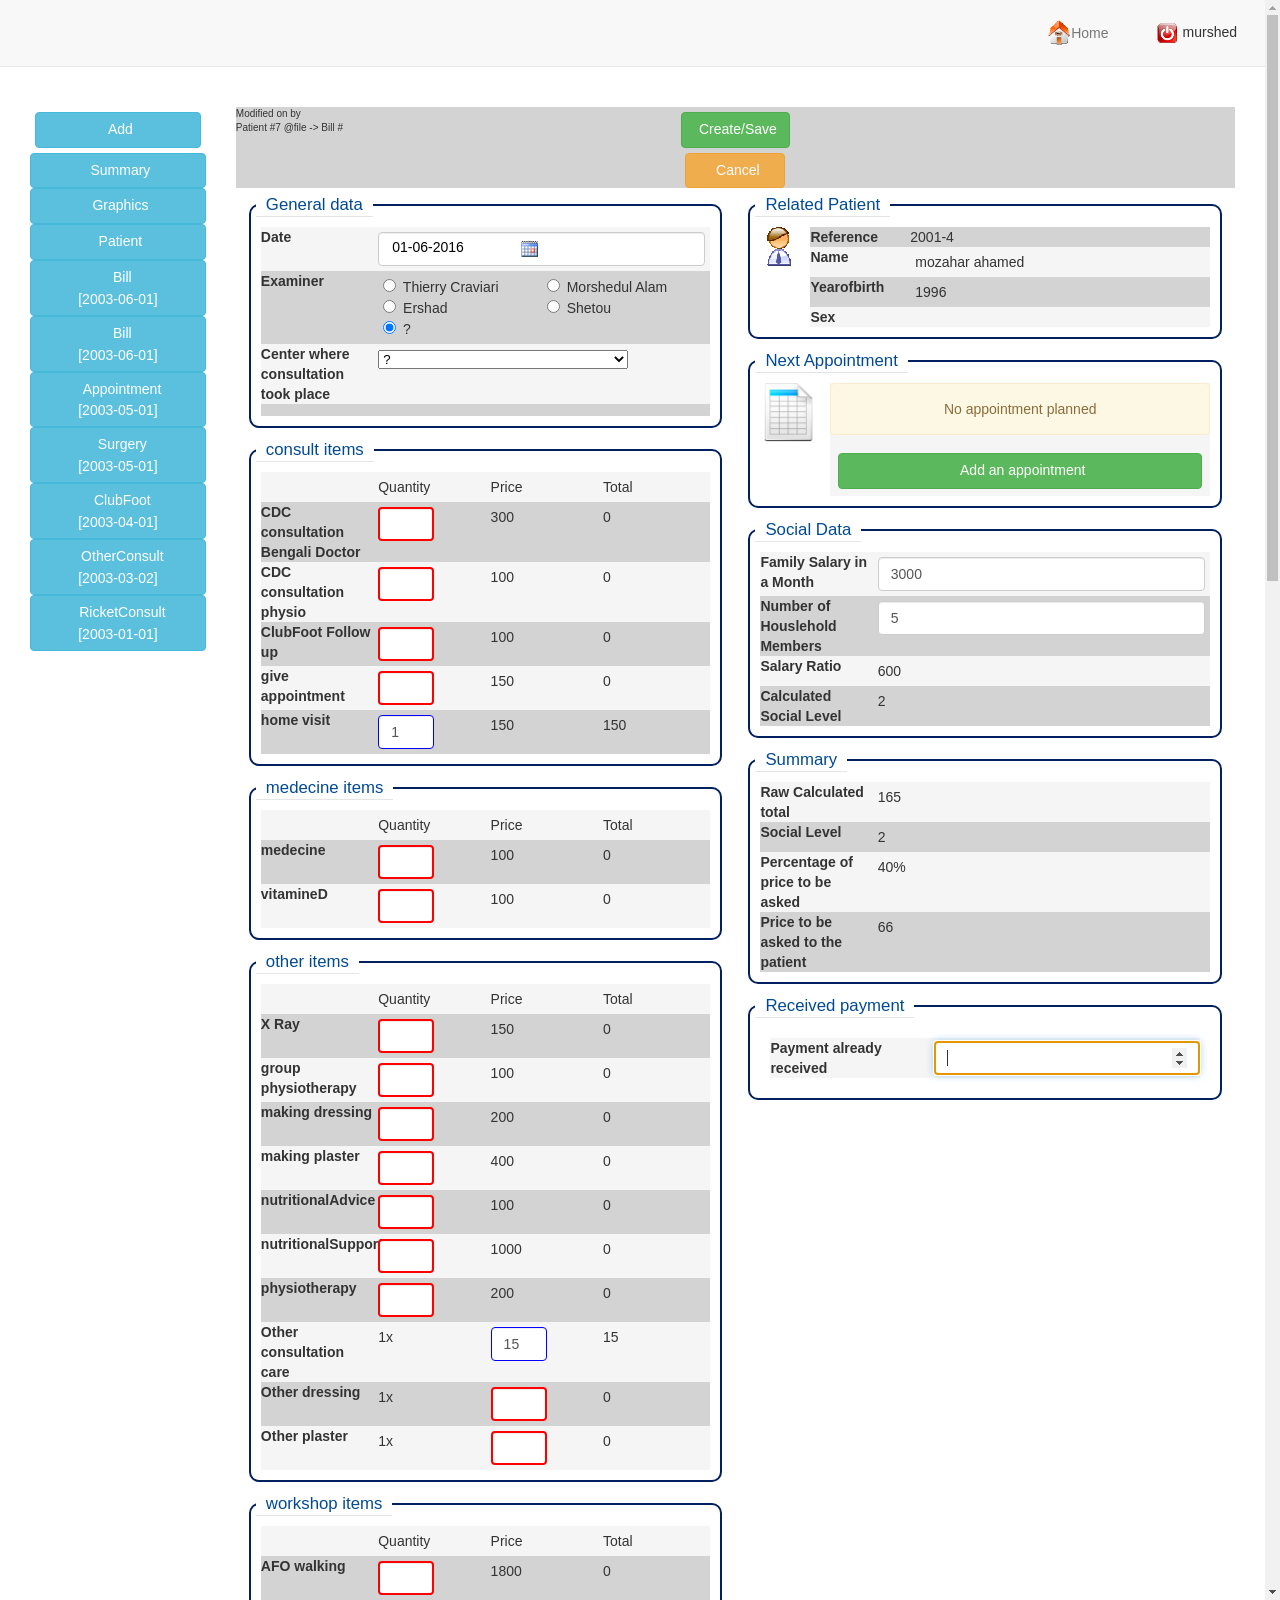 Home
murshed
Add
Summary
Graphics
Patient
Bill
[2003-06-01]
Bill
[2003-06-01]
Appointment
[2003-05-01]
Surgery
[2003-05-01]
ClubFoot
[2003-04-01]
OtherConsult
[2003-03-02]
RicketConsult
[2003-01-01]
Modified on by
Patient #7 @file -> Bill #
Create/Save
Cancel
General data
Date
01-06-2016
Examiner
Thierry Craviari
Morshedul Alam
Ershad
Shetou
?
Center where
consultation
took place
?
consult items
Quantity Price Total
CDC
consultation
Bengali Doctor
300 0
CDC
consultation
physio
100 0
ClubFoot Follow
up
100 0
give
appointment
150 0
home visit
1 150 150
medecine items
Quantity Price Total
medecine 100 0
vitamineD 100 0
other items
Quantity Price Total
X Ray 150 0
group
physiotherapy
100 0
making dressing 200 0
making plaster 400 0
nutritionalAdvice 100 0
nutritionalSuppor 1000 0
physiotherapy 200 0
Other
consultation
care
1x 15 15
Other dressing 1x 0
Other plaster 1x 0
workshop items
Quantity Price Total
AFO walking 1800 0
Related Patient
Reference 2001-4
Name mozahar ahamed
Yearofbirth 1996
Sex
Next Appointment
No appointment planned
Add an appointment
Social Data
Family Salary in
a Month
3000
Number of
Houslehold
Members
5
Salary Ratio 600
Calculated
Social Level
2
Summary
Raw Calculated
total
165
Social Level 2
Percentage of
price to be
asked
40%
Price to be
asked to the
patient
66
Received payment
Payment already
received